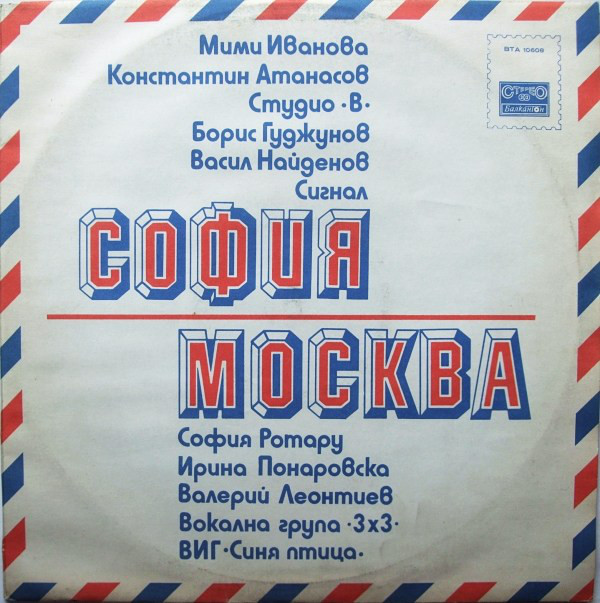 Мими Иванова
Константин Атанасов
Студио ·В·
Борис Гуджунов
Васил Найденов
Сигнал
ВТА 10608
СТЕРЕО
Балкантон
СОФИЯ
МОСКВА
София Ротару
Ирина Понаровска
Валерий Леонтиев
Вокална група ·3х3·
ВИГ ·Синя птица·